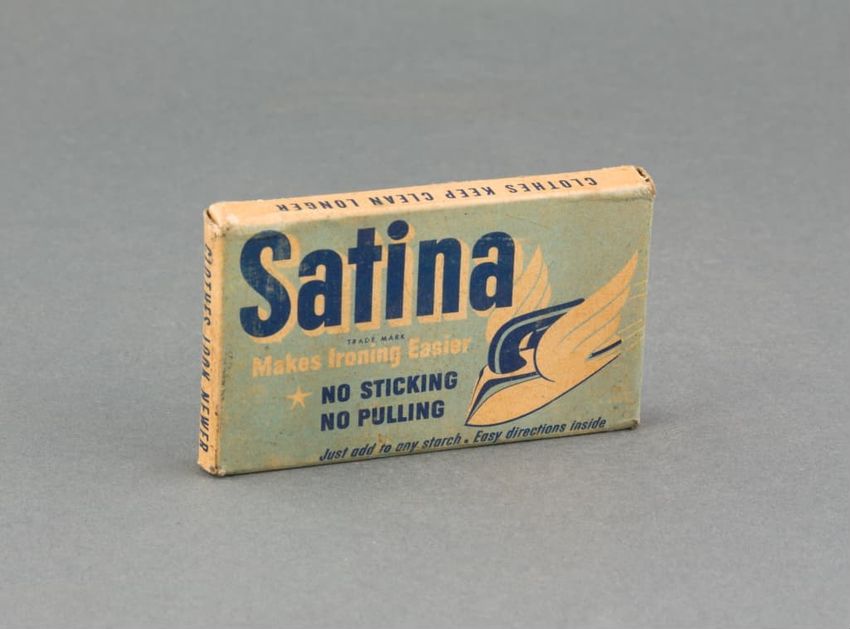 CLOTHES KEEP CLEAN LONGER
CLOTHES LOOK NEWER
Satina
TRADE MARK
Makes Ironing Easier
NO STICKING
NO PULLING
Just add to any starch. Easy directions inside